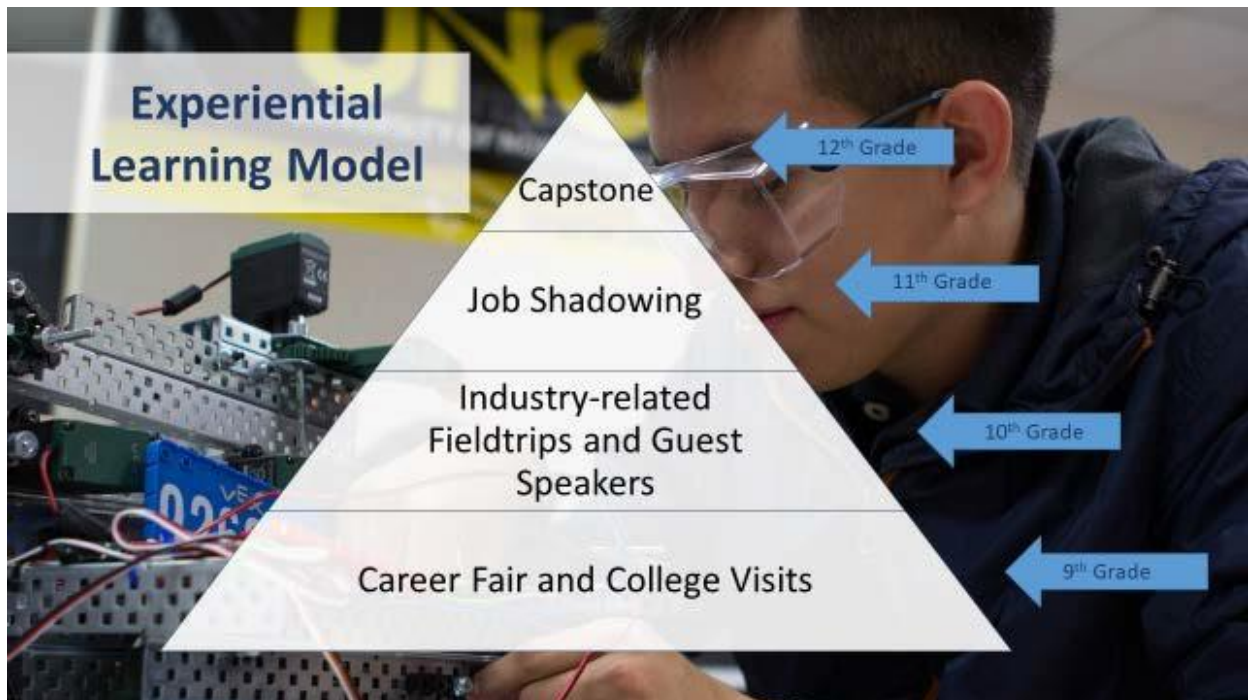 Experiential
Learning Model
Capstone
Job Shadowing
Industry-related
Fieldtrips and Guest
Speakers
Career Fair and College Visits
12th Grade
11th Grade
10th Grade
9th Grade